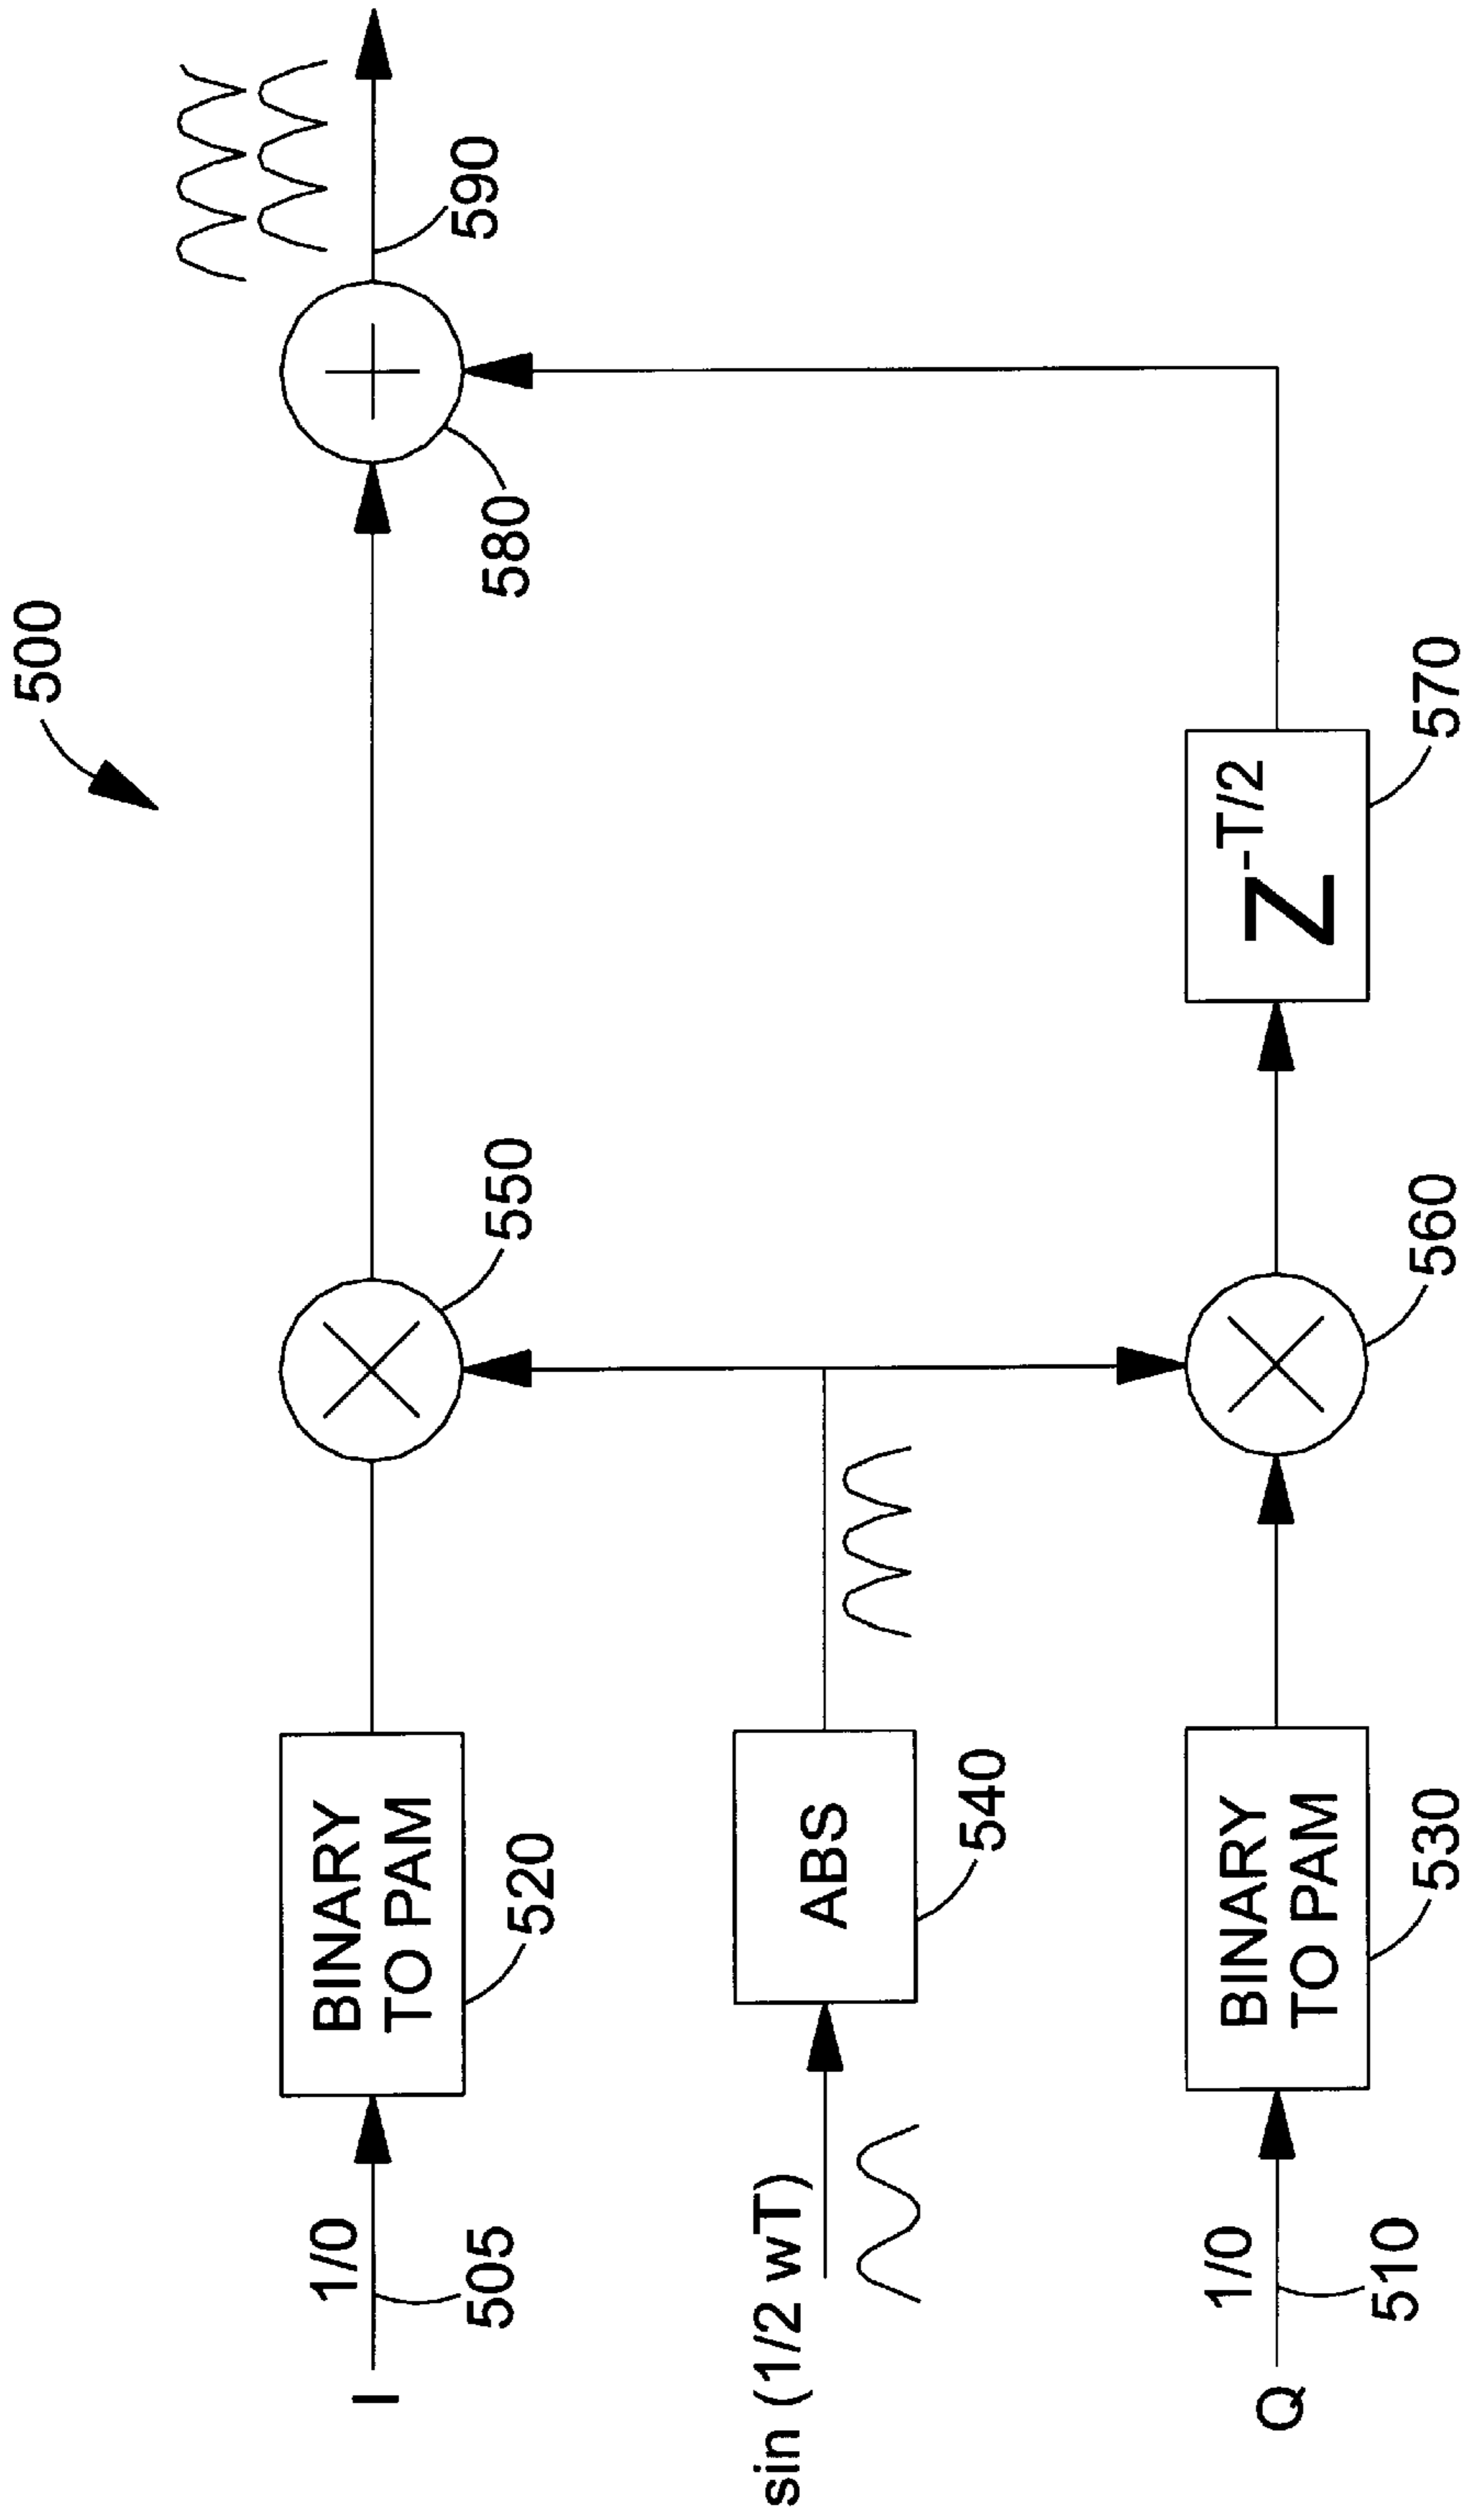 500
I
1/0
505
BINARY
TO PAM
520
550
580
590
sin (1/2 wT)
ABS
540
Q
1/0
510
BINARY
TO PAM
530
560
Z-T/2
570